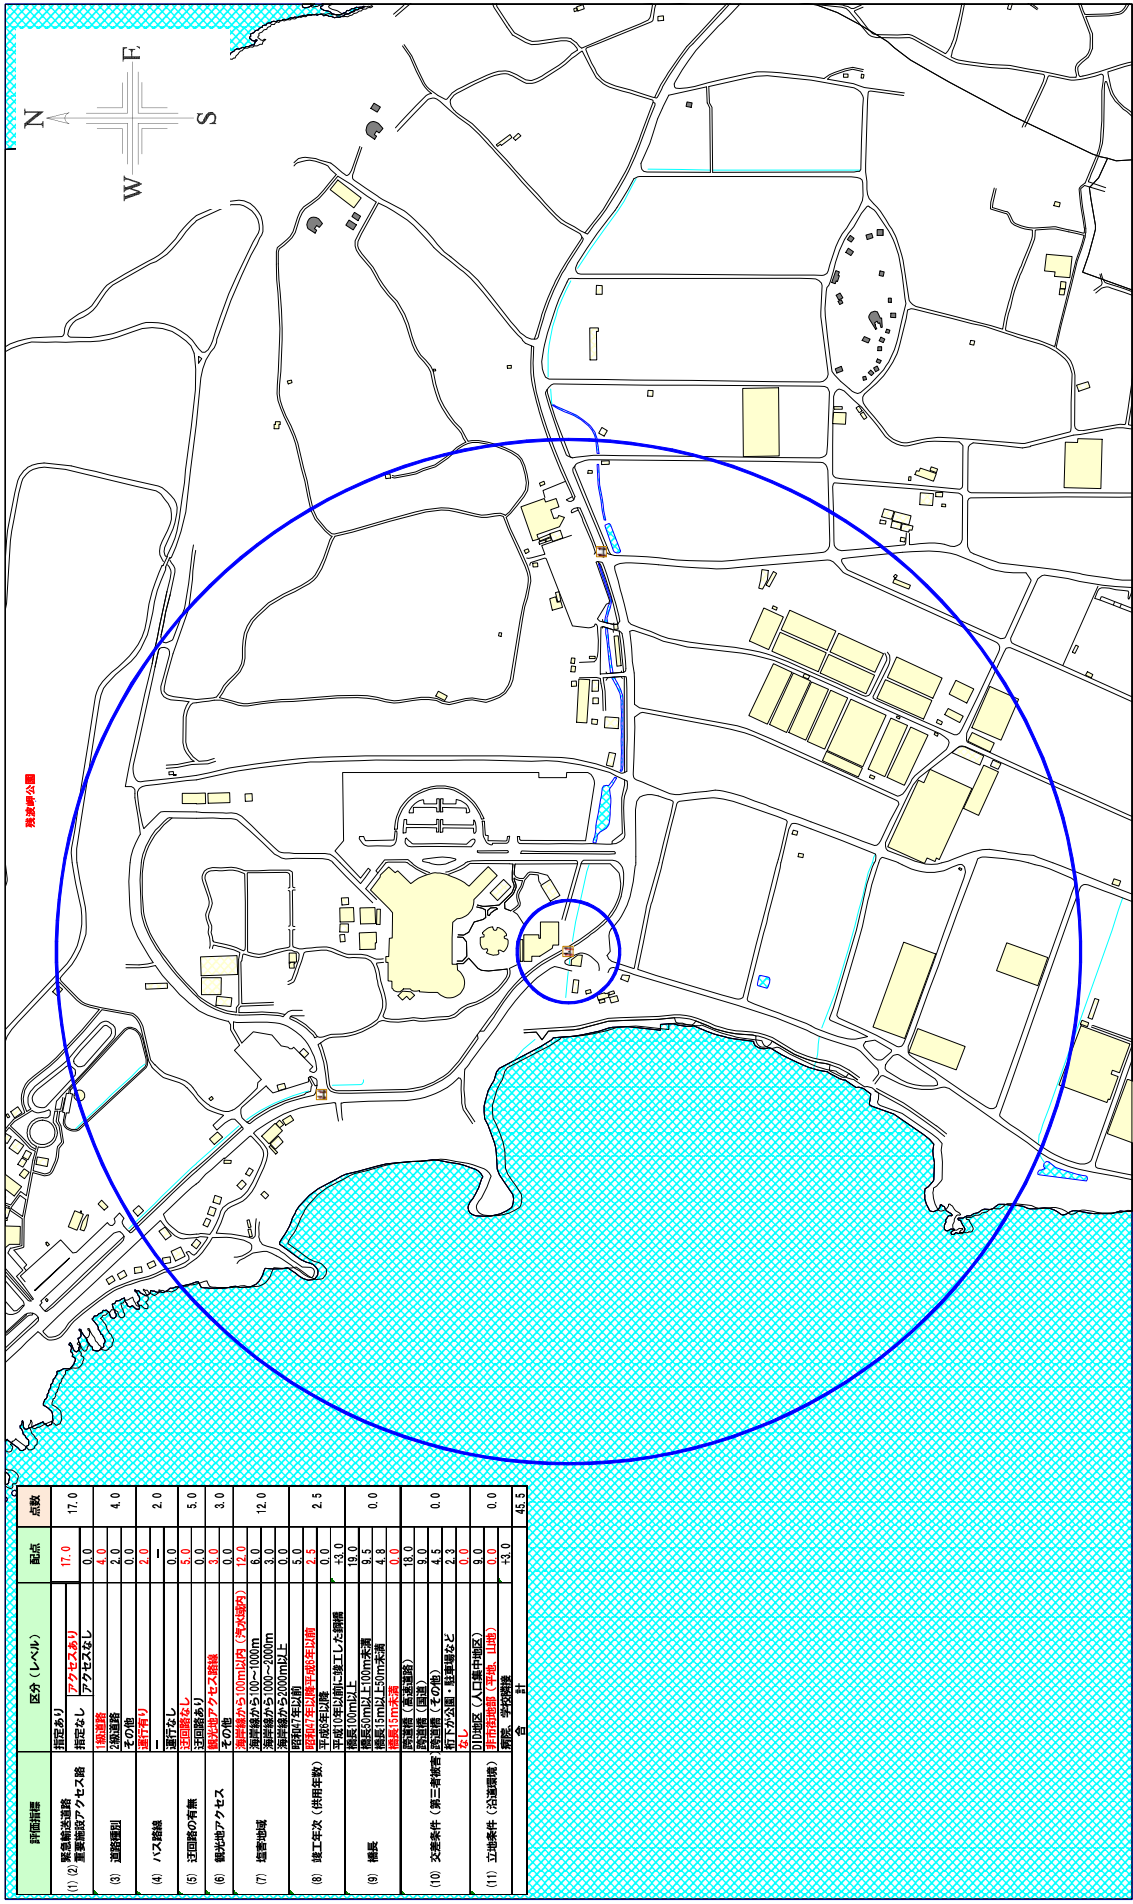 N
W E
S
残波岬公園
評価指標 区分（レベル） 配点 点数
(1) (2) 緊急輸送道路 重要施設アクセス路 17.0
指定あり 17.0
指定なし アクセスあり
アクセスなし 0.0
(3) 道路種別 4.0
1級道路 4.0
2級道路 2.0
その他 0.0
(4) バス路線 2.0
運行有り 2.0
ー ー
運行なし 0.0
(5) 迂回路の有無 5.0
迂回路なし 5.0
迂回路あり 0.0
(6) 観光地アクセス 3.0
観光地アクセス路線 3.0
その他 0.0
(7) 塩害地域 12.0
海岸線から100m以内（汽水域内） 12.0
海岸線から100～1000m 6.0
海岸線から1000～2000m 3.0
海岸線から2000m以上 0.0
(8) 竣工年次（供用年数） 2.5
昭和47年以前 5.0
昭和47年以降平成6年以前 2.5
平成6年以降 0.0
平成10年以前に竣工した鋼橋 +3.0
(9) 橋長 0.0
橋長100m以上 19.0
橋長50m以上100m未満 9.5
橋長15m以上50m未満 4.8
橋長15m未満 0.0
(10) 交差条件（第三者被害） 0.0
跨道橋（高速道路） 18.0
跨道橋（国道） 9.0
跨道橋（その他） 4.5
桁下が公園・駐車場など 2.3
なし 0.0
(11) 立地条件（沿道環境） 0.0
DID地区（人口集中地区） 9.0
非市街地部（平地、山地） 0.0
病院、学校隣接 +3.0
合 計 45.5